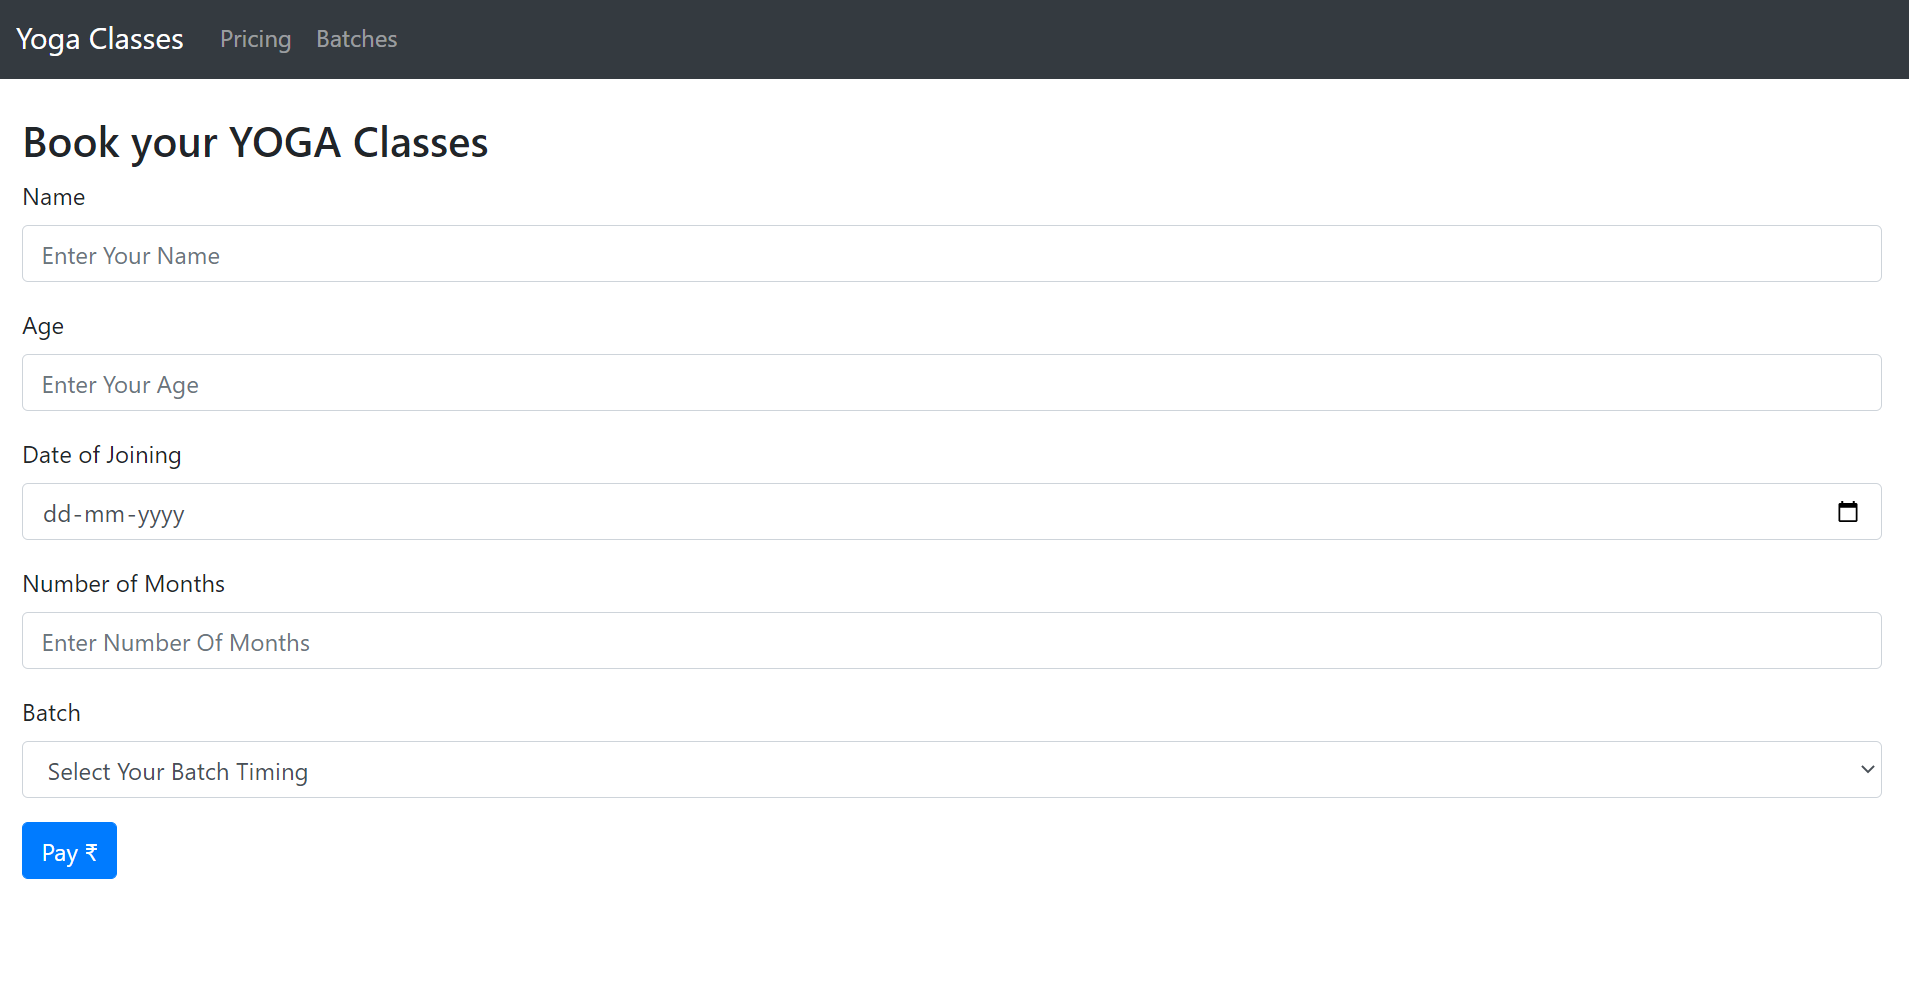 Yoga Classes Pricing Batches
Book your YOGA Classes
Name
Enter Your Name
Age
Enter Your Age
Date of Joining
dd-mm-yyyy
Number of Months
Enter Number Of Months
Batch
Select Your Batch Timing
Pay ₹